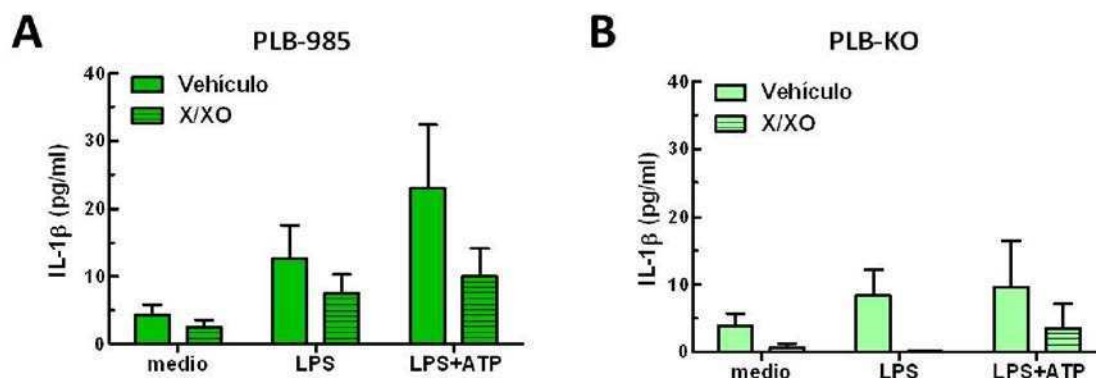 A
PLB-985
40
30
20
10
0
IL-1β (pg/ml)
Vehículo
X/XO
medio LPS LPS+ATP
B
PLB-KO
40
30
20
10
0
IL-1β (pg/ml)
Vehículo
X/XO
medio LPS LPS+ATP